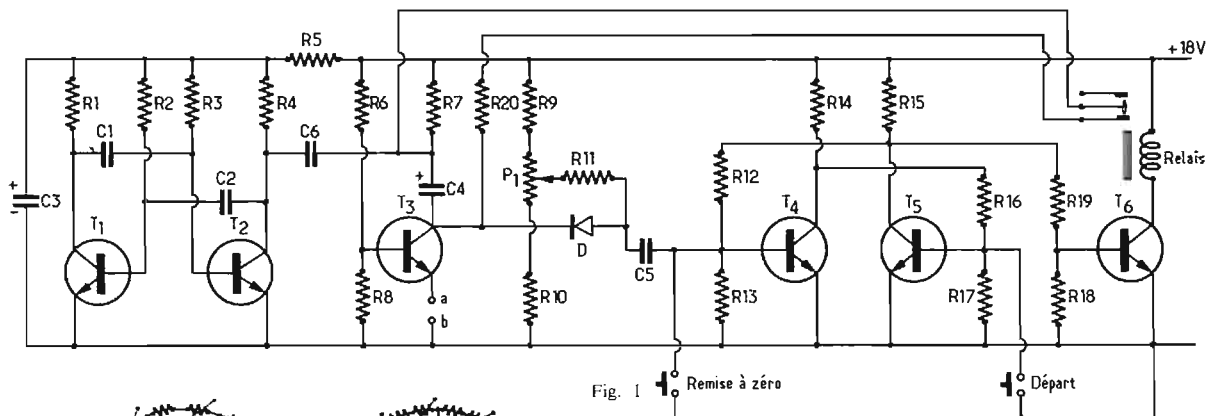 +18V
R5
R1
R2
R3
R4
R6
R7
R20
R9
R14
R15
C1
C6
C2
C3
+
-
C4
+
P1
R11
R12
R16
R19
Relais
T1
T2
T3
T4
T5
T6
D
C5
R8
R10
R13
R17
R18
a
b
Fig. 1
Remise à zéro
Départ